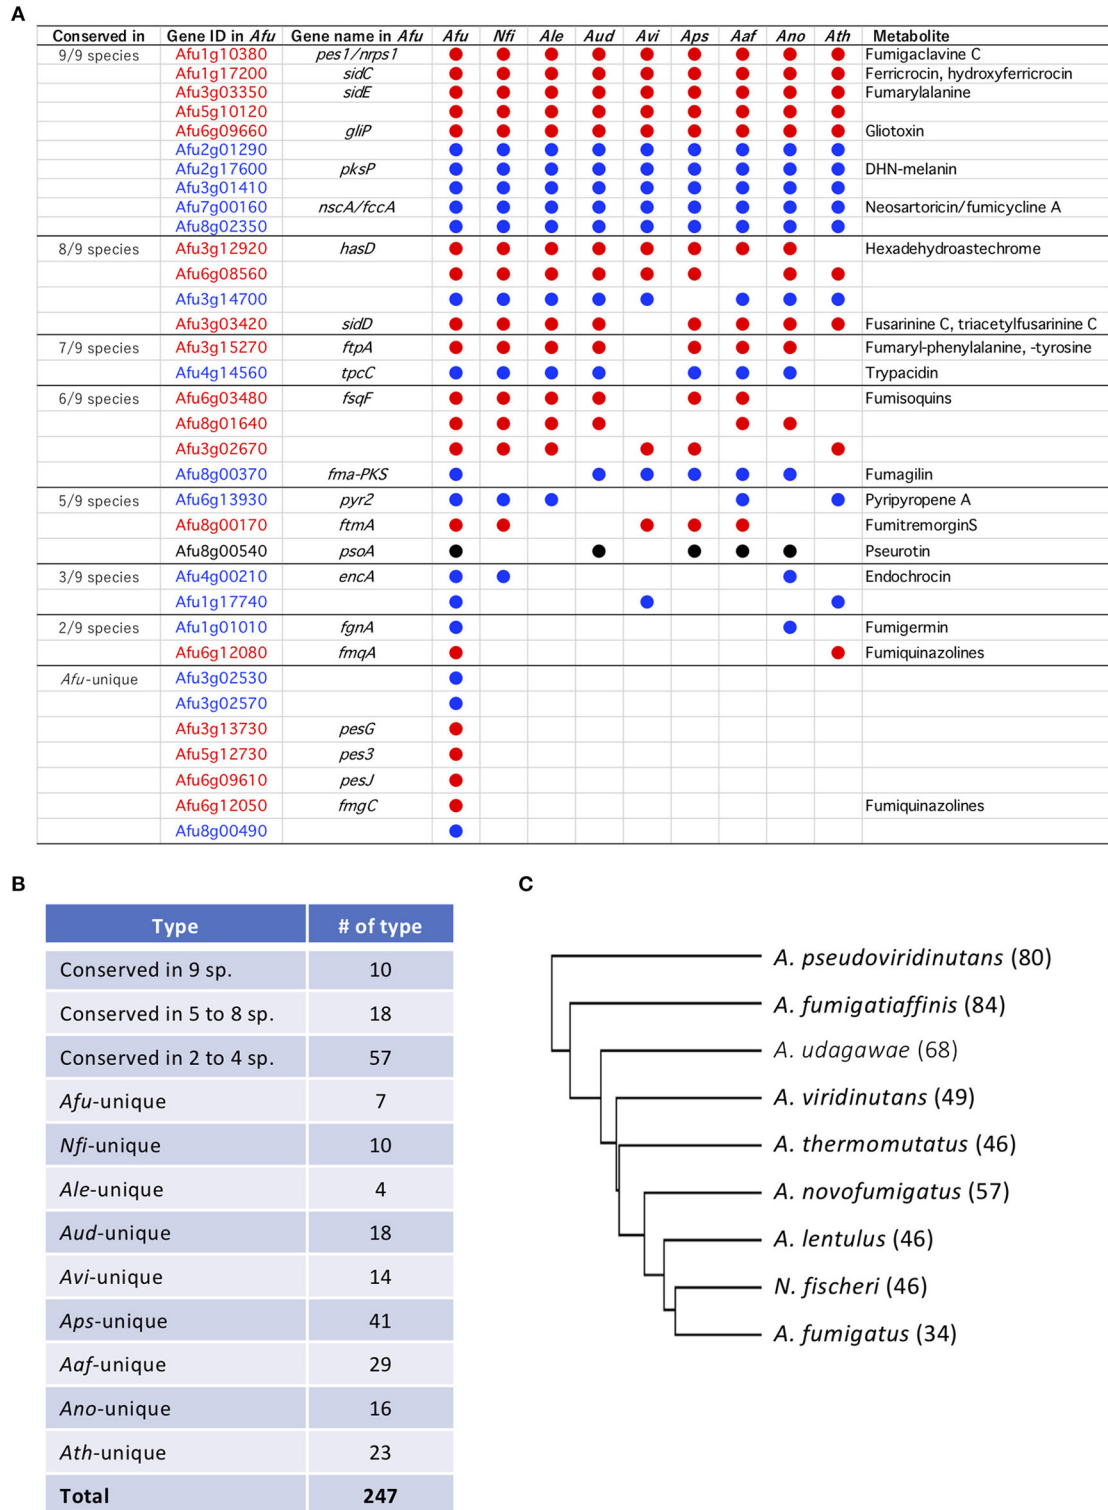 A
Conserved in Gene ID in Afu Gene name in Afu Afu Nfi Ale Aud Avi Aps Aaf Ano Ath Metabolite
9/9 species Afu1g10380 pes1/nrps1 Fumigaclavine C
Afu1g17200 sidC Ferricrocin, hydroxyferricrocin
Afu3g03350 sidE Fumarylalanine
Afu5g10120
Afu6g09660 gliP Gliotoxin
Afu2g01290
Afu2g17600 pksP DHN-melanin
Afu3g01410
Afu7g00160 nscA/fccA Neosartoricin/fumicycline A
Afu8g02350
8/9 species Afu3g12920 hasD Hexadehydroastechrome
Afu6g08560
Afu3g14700
Afu3g03420 sidD Fusarinine C, triacetylfusarinine C
7/9 species Afu3g15270 ftpA Fumaryl-phenylalanine, -tyrosine
Afu4g14560 tpcC Trypacidin
6/9 species Afu6g03480 fsqF Fumisoquins
Afu8g01640
Afu3g02670
Afu8g00370 fma-PKS Fumagilin
5/9 species Afu6g13930 pyr2 Pyripyropene A
Afu8g00170 ftmA FumitremorginS
Afu8g00540 psoA Pseurotin
3/9 species Afu4g00210 encA Endochrocin
Afu1g17740
2/9 species Afu1g01010 fgnA Fumigermin
Afu6g12080 fmqA Fumiquinazolines
Afu-unique Afu3g02530
Afu3g02570
Afu3g13730 pesG
Afu5g12730 pes3
Afu6g09610 pesJ
Afu6g12050 fmgC Fumiquinazolines
Afu8g00490
B
Type # of type
Conserved in 9 sp. 10
Conserved in 5 to 8 sp. 18
Conserved in 2 to 4 sp. 57
Afu-unique 7
Nfi-unique 10
Ale-unique 4
Aud-unique 18
Avi-unique 14
Aps-unique 41
Aaf-unique 29
Ano-unique 16
Ath-unique 23
Total 247
C
A. pseudoviridinutans (80)
A. fumigatiaffinis (84)
A. udagawae (68)
A. viridinutans (49)
A. thermomutatus (46)
A. novofumigatus (57)
A. lentulus (46)
N. fischeri (46)
A. fumigatus (34)